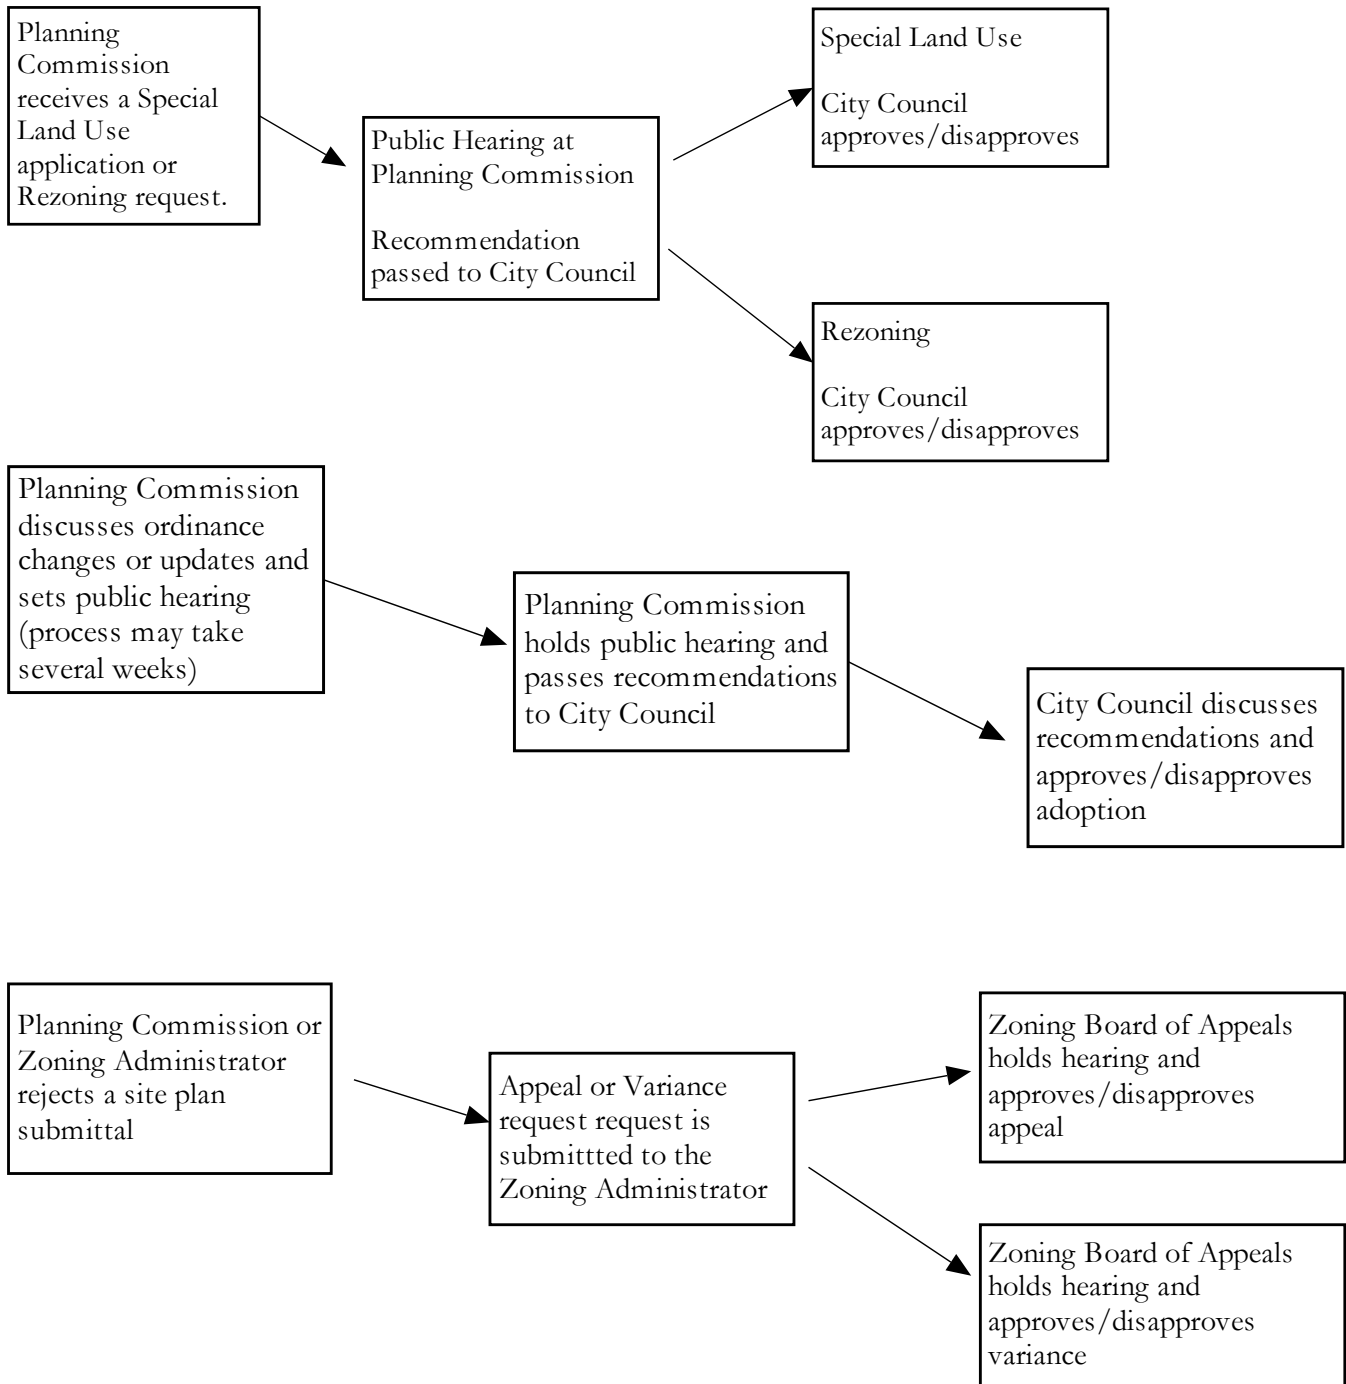 Planning
Commission
receives a Special
Land Use
application or
Rezoning request.
Public Hearing at
Planning Commission
Recommendation
passed to City Council
Special Land Use
City Council
approves/disapproves
Rezoning
City Council
approves/disapproves
Planning Commission
discusses ordinance
changes or updates and
sets public hearing
(process may take
several weeks)
Planning Commission
holds public hearing and
passes recommendations
to City Council
City Council discusses
recommendations and
approves/disapproves
adoption
Planning Commission or
Zoning Administrator
rejects a site plan
submittal
Appeal or Variance
request request is
submittted to the
Zoning Administrator
Zoning Board of Appeals
holds hearing and
approves/disapproves
appeal
Zoning Board of Appeals
holds hearing and
approves/disapproves
variance